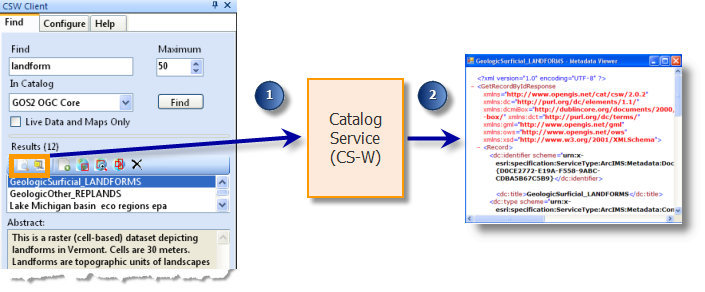 CSW Client
Find Configure Help
Find Maximum
landform 50
In Catalog
GOS2 OGC Core Find
Live Data and Maps Only
Results (12)
GeologicSurficial_LANDFORMS
GeologicOther_REPLANDS
Lake Michigan basin eco regions epa
Abstract:
This is a raster (cell-based) dataset depicting
landforms in Vermont. Cells are 30 meters.
Landforms are topographic units of landscapes
1
Catalog
Service
(CS-W)
2
GeologicSurficial_LANDFORMS - Metadata Viewer
<?xml version="1.0" encoding="UTF-8" ?>
- <GetRecordByIdResponse
xmlns="http://www.opengis.net/cat/csw/2.0.2"
xmlns:dc="http://purl.org/dc/elements/1.1/"
xmlns:dcmiBox="http://dublincore.org/documents/2000,
-box/" xmlns:dct="http://purl.org/dc/terms/"
xmlns:gml="http://www.opengis.net/gml"
xmlns:ows="http://www.opengis.net/ows"
xmlns:xsd="http://www.w3.org/2001/XMLSchema">
- <Record>
<dc:identifier scheme="urn:x-
esri:specification:ServiceType:ArcIMS:Metadata:Doc
{D0CE2772-E19A-F558-9ABC-
CDBA5B67C5B9}</dc:identifier>
<dc:title>GeologicSurficial_LANDFORMS</dc:title>
<dc:type scheme="urn:x-
esri:specification:ServiceType:ArcIMS:Metadata:Con